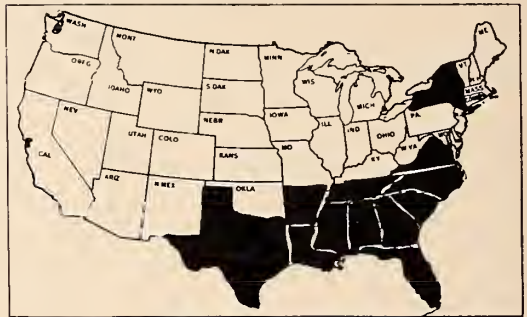 WASH
MONT
N DAK
MINN
ME
VT
NH
OREG
IDAHO
WYO
S DAK
WIS
MICH
MASS
NEV
NEBR
IOWA
PA
CAL
UTAH
COLO
ILL
IND
OHIO
W VA
KANS
MO
KY
ARIZ
N MEX
OKLA